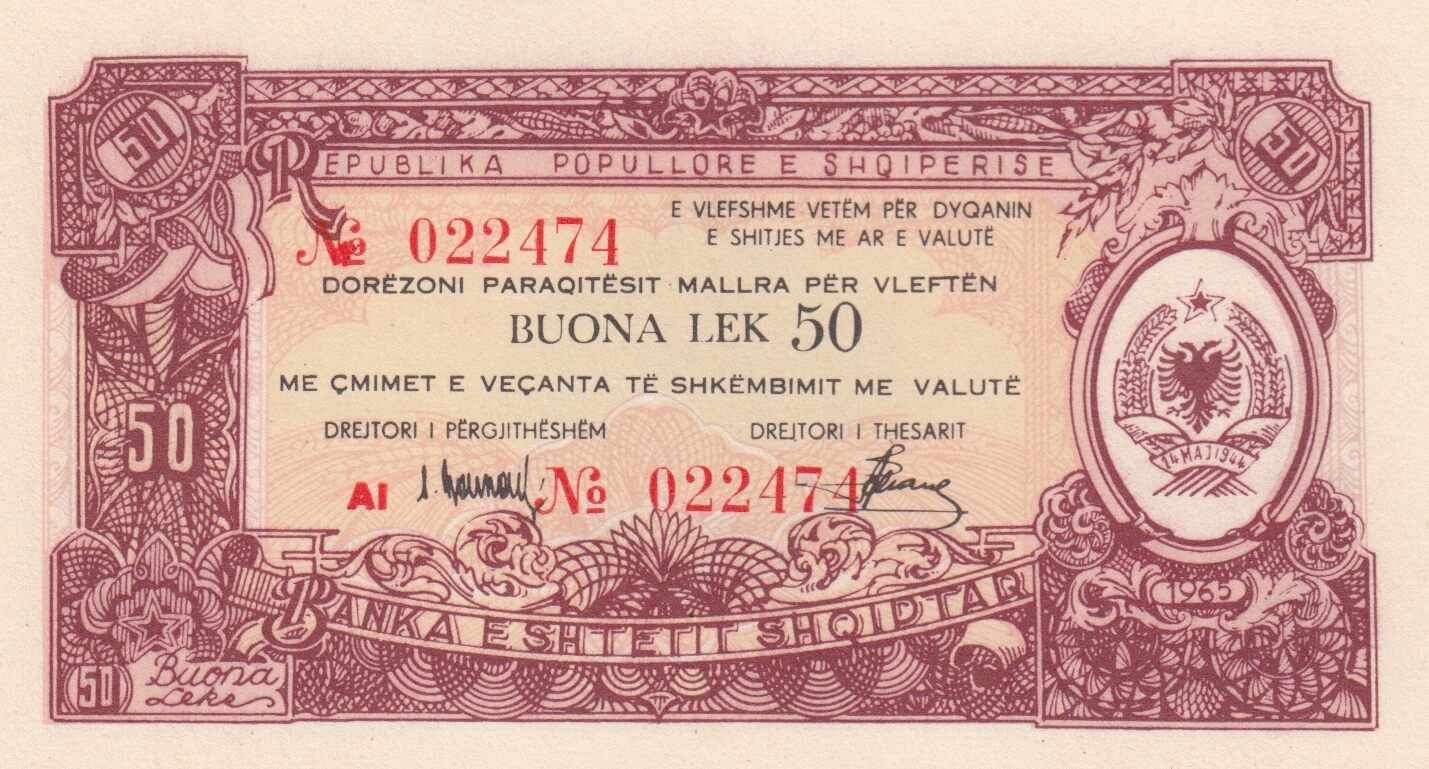 50
50
REPUBLIKA POPULLORE E SHQIPERISE
№ 022474
E VLEFSHME VETËM PËR DYQANIN
E SHITJES ME AR E VALUTË
DORËZONI PARAQITËSIT MALLRA PËR VLEFTËN
BUONA LEK 50
ME ÇMIMET E VEÇANTA TË SHKËMBIMIT ME VALUTË
50
DREJTORI I PËRGJITHËSHËM
DREJTORI I THESARIT
24 MAJ 1944
AI
№ 022474
1965
BANKA E SHTETIT SHQIPTAR
50
Buona
Leke